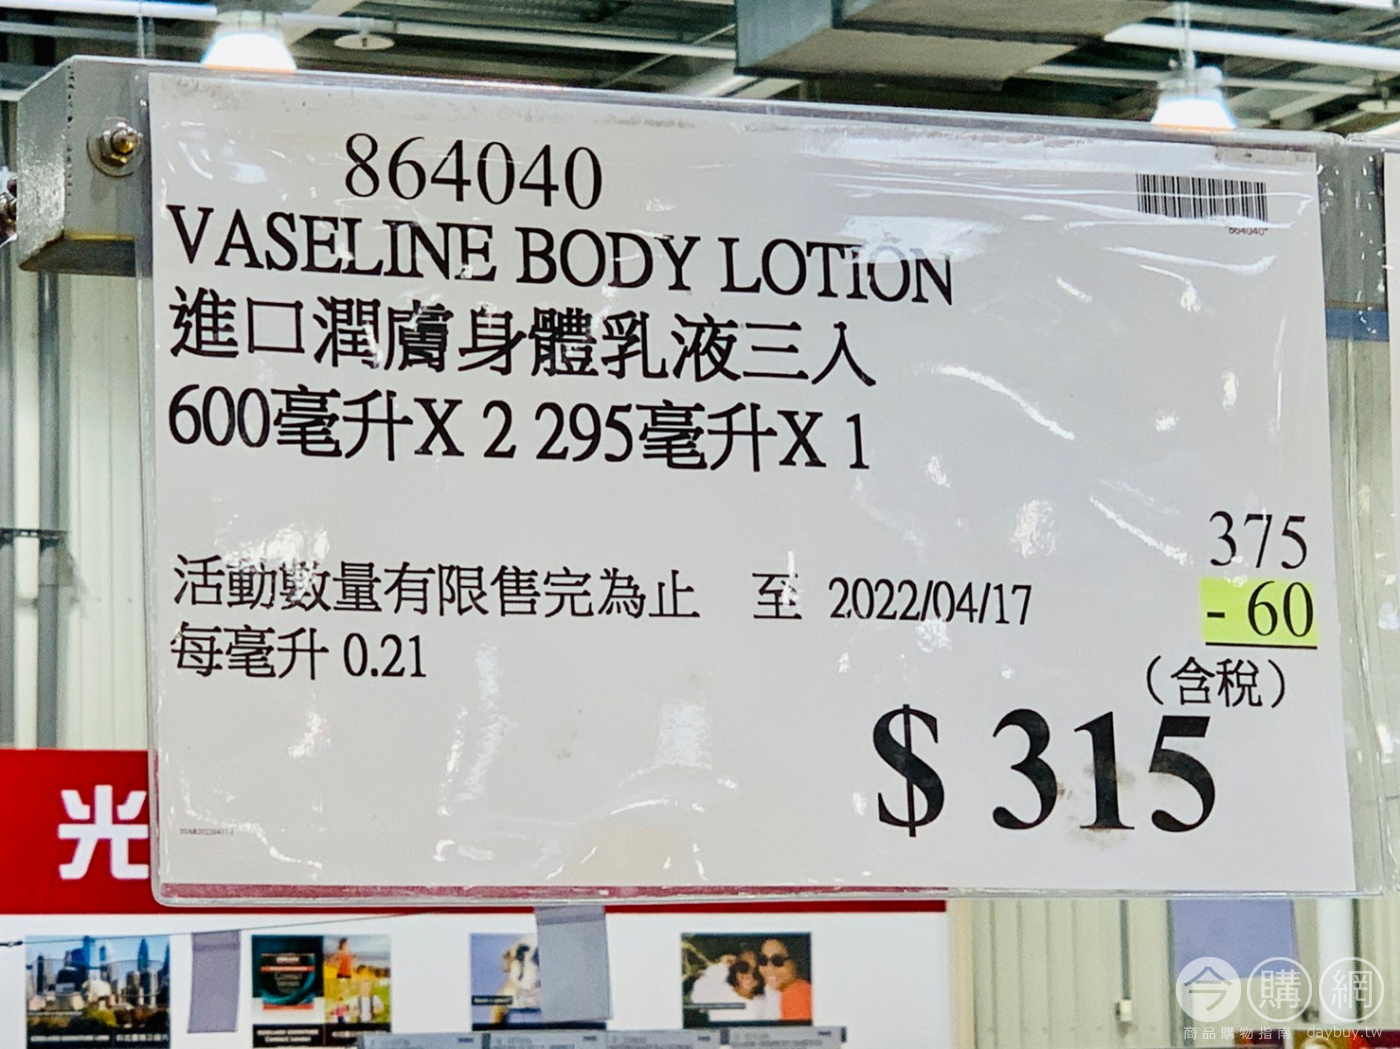 864040
*864040*
VASELINE BODY LOTION
進口潤膚身體乳液三入
600毫升X 2 295毫升X 1
375
活動數量有限售完為止 至 2022/04/17
- 60
每毫升 0.21
（含稅）
$ 315
光
今購網
商品購物指南 daybuy.tw